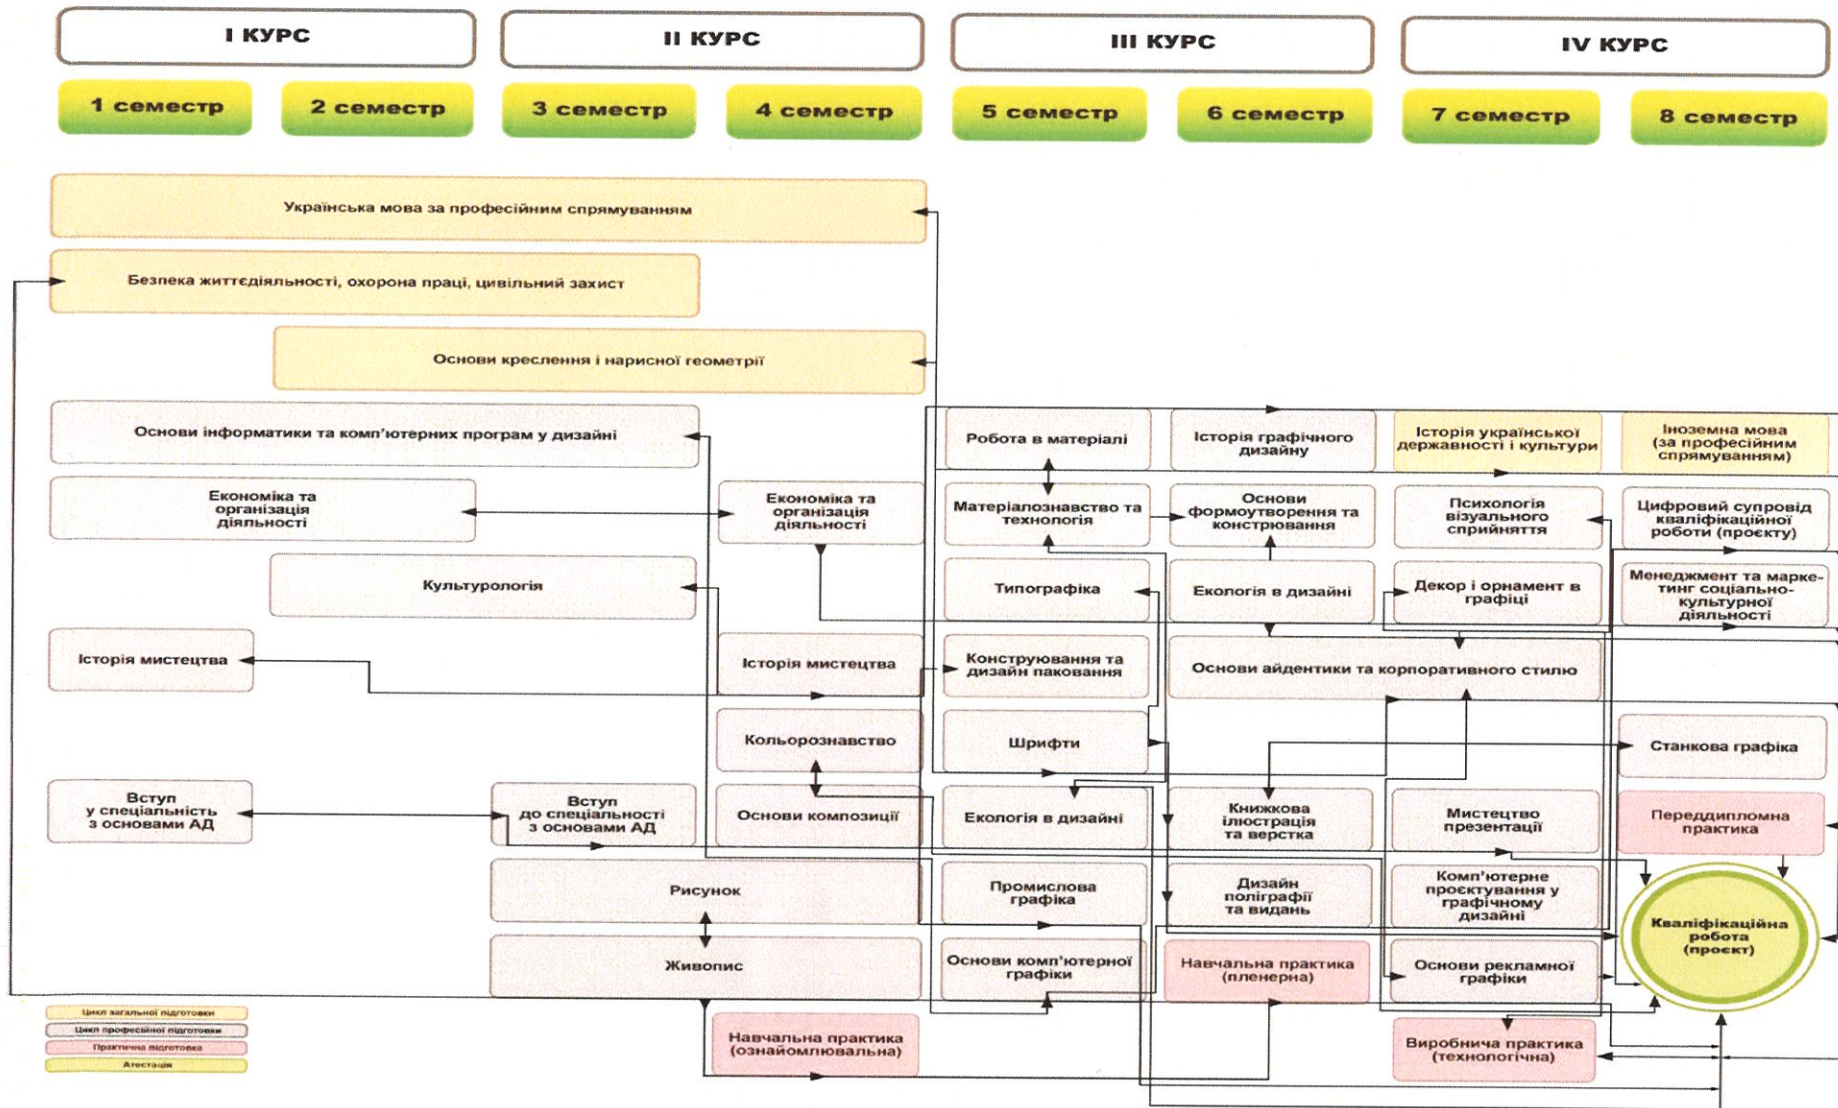 I КУРС
II КУРС
III КУРС
IV КУРС
1 семестр
2 семестр
3 семестр
4 семестр
5 семестр
6 семестр
7 семестр
8 семестр
Українська мова за професійним спрямуванням
Безпека життєдіяльності, охорона праці, цивільний захист
Основи креслення і нарисної геометрії
Основи інформатики та комп'ютерних програм у дизайні
Робота в матеріалі
Історія графічного
дизайну
Історія української
державності і культури
Іноземна мова
(за професійним
спрямуванням)
Економіка та
організація
діяльності
Економіка та
організація
діяльності
Матеріалознавство та
технологія
Основи
формоутворення та
констрювання
Психологія
візуального
сприйняття
Цифровий супровід
кваліфікаційної
роботи (проєкту)
Культурологія
Типографіка
Екологія в дизайні
Декор і орнамент в
графіці
Менеджмент та марке-
тинг соціально-
культурної
діяльності
Історія мистецтва
Історія мистецтва
Конструювання та
дизайн паковання
Основи айдентики та корпоративного стилю
Кольорознавство
Шрифти
Станкова графіка
Вступ
у спеціальність
з основами АД
Вступ
до спеціальності
з основами АД
Основи композиції
Екологія в дизайні
Книжкова
ілюстрація
та верстка
Мистецтво
презентації
Переддипломна
практика
Рисунок
Промислова
графіка
Дизайн
поліграфії
та видань
Комп'ютерне
проєктування у
графічному
дизайні
Кваліфікаційна
робота
(проєкт)
Живопис
Основи комп'ютерної
графіки
Навчальна практика
(пленерна)
Основи рекламної
графіки
Навчальна практика
(ознайомлювальна)
Виробнича практика
(технологічна)
Цикл загальної підготовки
Цикл професійної підготовки
Практична підготовка
Атестація